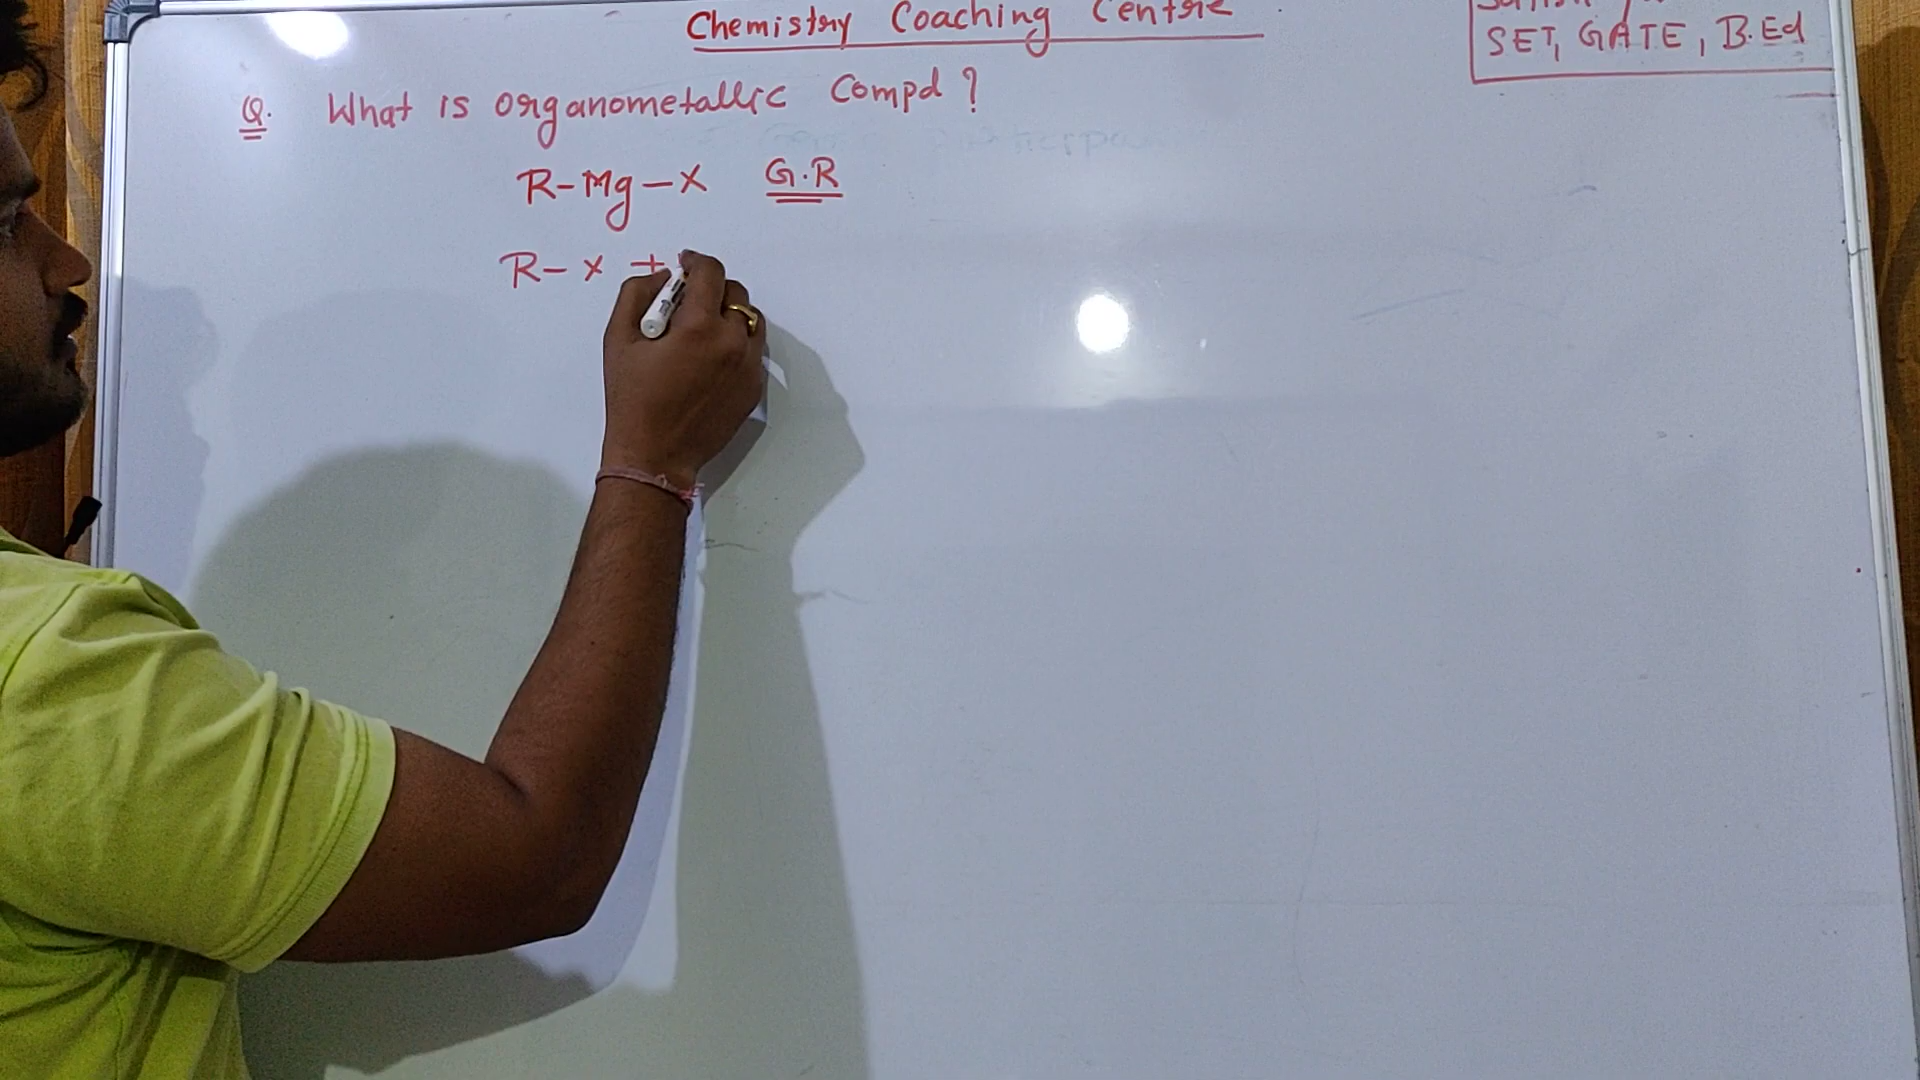 Chemistry Coaching Centre
SET, GATE, B.Ed
Q. What is organometallic Compd ?
R-Mg-X G.R
R-X +